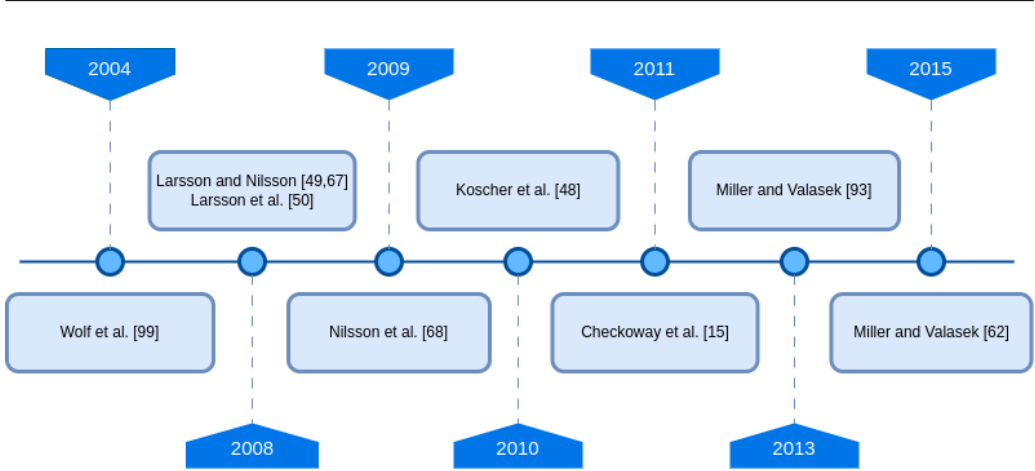 2004
2009
2011
2015
Larsson and Nilsson [49,67]
Larsson et al. [50]
Koscher et al. [48]
Miller and Valasek [93]
Wolf et al. [99]
Nilsson et al. [68]
Checkoway et al. [15]
Miller and Valasek [62]
2008
2010
2013